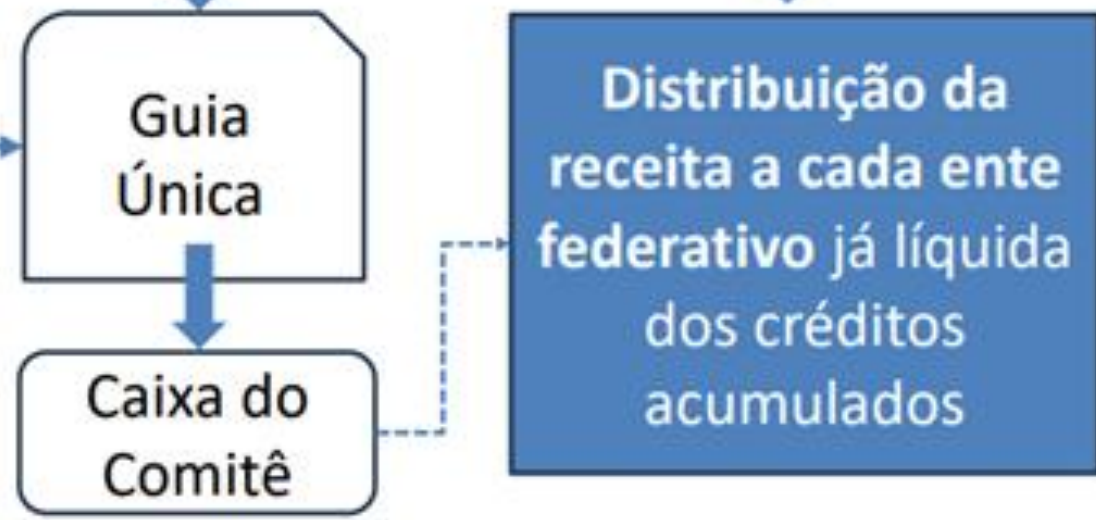 Guia
Única
Caixa do
Comitê
Distribuição da
receita a cada ente
federativo já líquida
dos créditos
acumulados